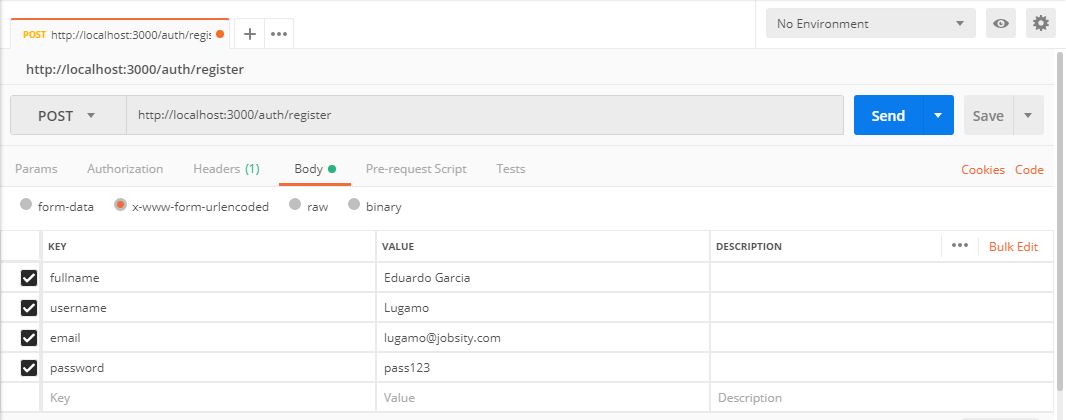 POST http://localhost:3000/auth/regis + ••• No Environment
http://localhost:3000/auth/register
POST http://localhost:3000/auth/register Send Save
Params Authorization Headers (1) Body Pre-request Script Tests Cookies Code
form-data x-www-form-urlencoded raw binary
KEY VALUE DESCRIPTION ••• Bulk Edit
fullname Eduardo Garcia
username Lugamo
email lugamo@jobsity.com
password pass123
Key Value Description